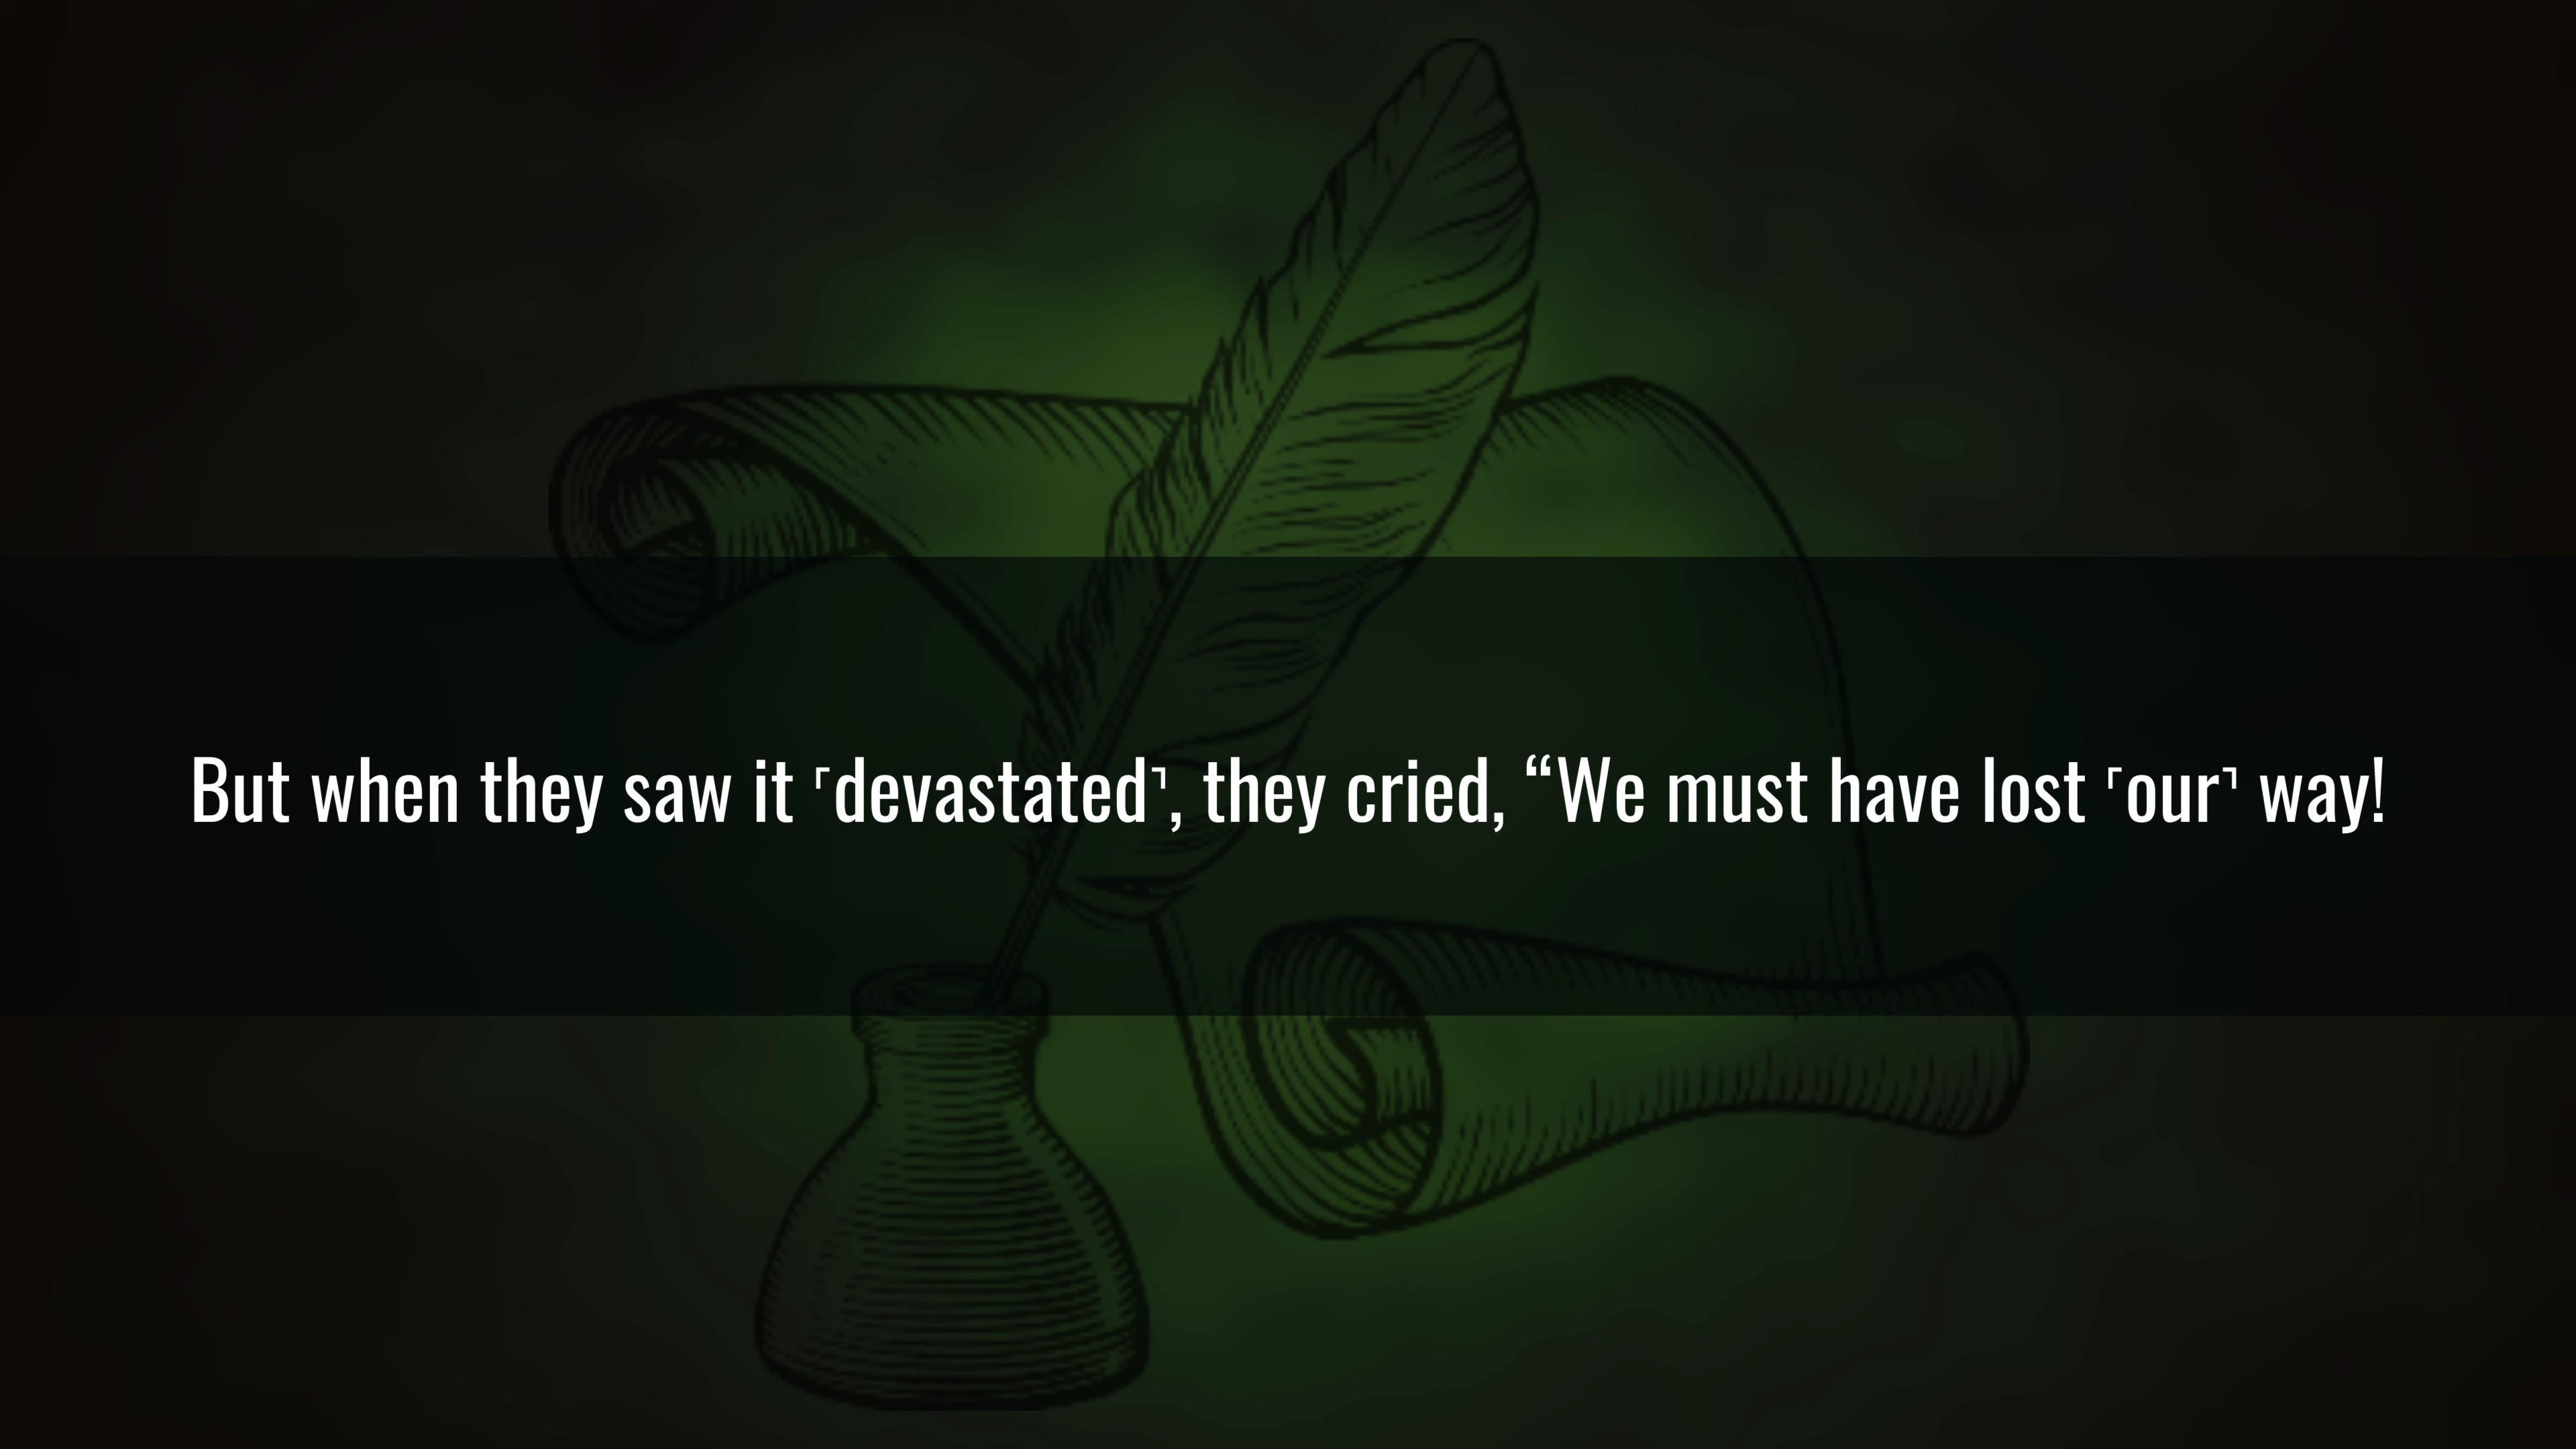 But when they saw it ⸢devastated⸣, they cried, “We must have lost ⸢our⸣ way!